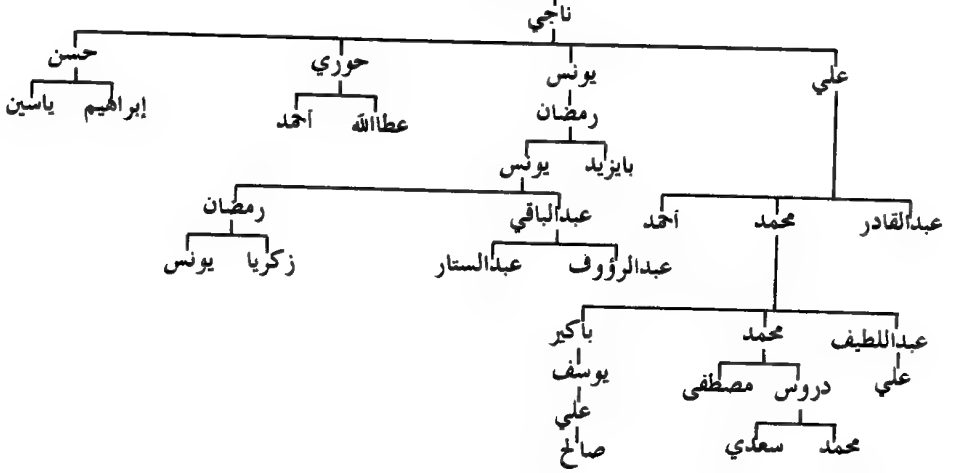 ناجي
علي يونس حوري حسن
رمضان عطاالله أحمد إبراهيم ياسين
بايزيد يونس
عبدالقادر محمد أحمد عبدالباقي رمضان
عبدالرؤوف عبدالستار زكريا يونس
عبداللطيف محمد باكير
علي دروس مصطفى يوسف
علي
محمد سعدي صالح